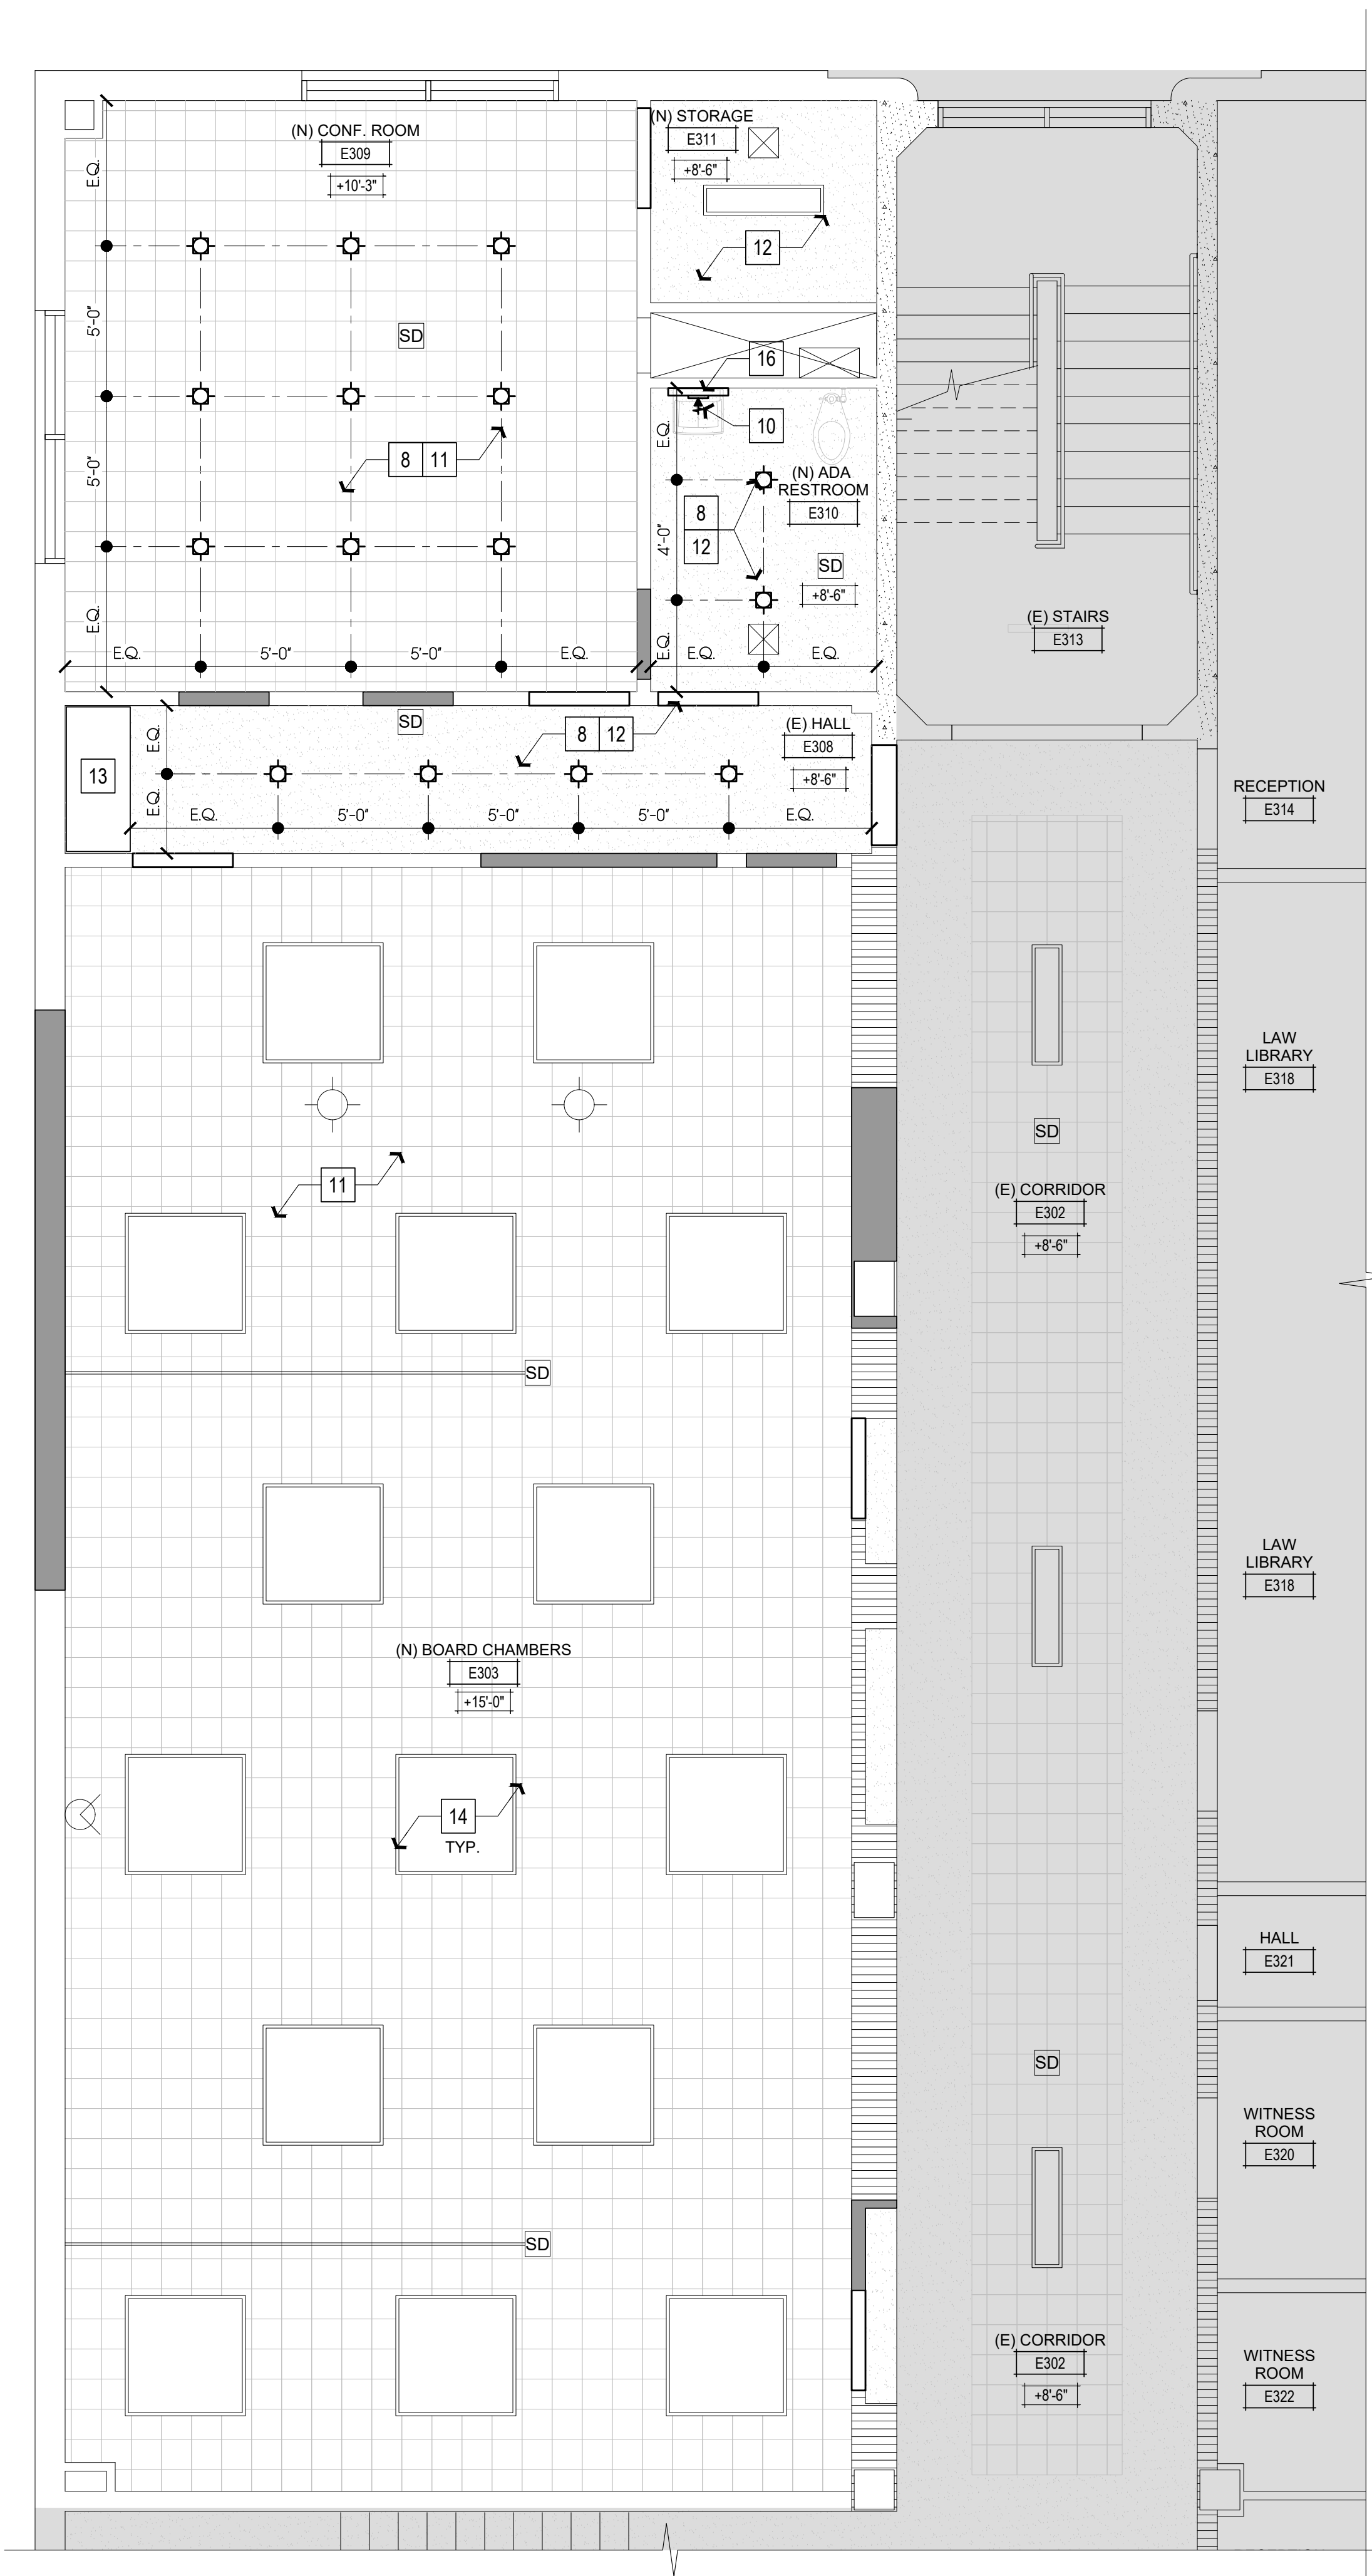 (N) CONF. ROOM
E309
+10'-3"
(N) STORAGE
E311
+8'-6"
12
E.Q.
5'-0"
5'-0"
E.Q.
SD
8 11
16
10
E.Q.
4'-0"
E.Q.
8
12
(N) ADA
RESTROOM
E310
SD
+8'-6"
E.Q. 5'-0" 5'-0" E.Q.
E.Q. E.Q.
(E) STAIRS
E313
SD
8 12
(E) HALL
E308
+8'-6"
13
E.Q.
E.Q.
E.Q. 5'-0" 5'-0" 5'-0" E.Q.
RECEPTION
E314
LAW
LIBRARY
E318
SD
11
(E) CORRIDOR
E302
+8'-6"
SD
LAW
LIBRARY
E318
(N) BOARD CHAMBERS
E303
+15'-0"
14
TYP.
HALL
E321
SD
WITNESS
ROOM
E320
SD
(E) CORRIDOR
E302
+8'-6"
WITNESS
ROOM
E322